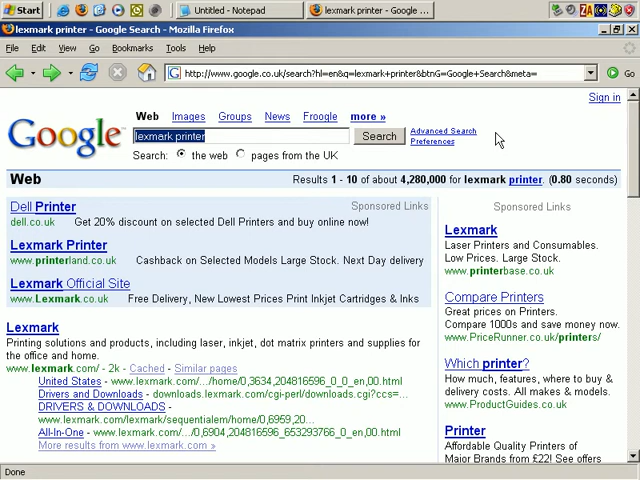 Start
Untitled - Notepad
lexmark printer - Google ...
lexmark printer - Google Search - Mozilla Firefox
File Edit View Go Bookmarks Tools Help
http://www.google.co.uk/search?hl=en&q=lexmark+printer&btnG=Google+Search&meta=
Sign in
Google
Web Images Groups News Froogle more »
lexmark printer
Search
Advanced Search
Preferences
Search: the web pages from the UK
Web
Results 1 - 10 of about 4,280,000 for lexmark printer. (0.80 seconds)
Dell Printer
Sponsored Links
dell.co.uk Get 20% discount on selected Dell Printers and buy online now!
Lexmark Printer
www.printerland.co.uk Cashback on Selected Models Large Stock. Next Day delivery
Lexmark Official Site
www.Lexmark.co.uk Free Delivery, New Lowest Prices Print Inkjet Cartridges & Inks
Lexmark
Printing solutions and products, including laser, inkjet, dot matrix printers and supplies for
the office and home.
www.lexmark.com/ - 2k - Cached - Similar pages
United States - www.lexmark.com/.../home/0,3634,204816596_0_0_en,00.html
Drivers and Downloads - downloads.lexmark.com/cgi-perl/downloads.cgi?ccs=...
DRIVERS & DOWNLOADS -
www.lexmark.com/lexmark/sequentialem/home/0,6959,20...
All-In-One - www.lexmark.com/.../0,6904,204816596_653293766_0_en,00.html
More results from www.lexmark.com »
Sponsored Links
Lexmark
Laser Printers and Consumables.
Low Prices. Large Stock.
www.printerbase.co.uk
Compare Printers
Great prices on Printers.
Compare 1000s and save money now.
www.PriceRunner.co.uk/printers/
Which printer?
How much, features, where to buy &
delivery costs. All makes & models.
www.ProductGuides.co.uk
Printer
Affordable Quality Printers of
Major Brands from £22! See offers
Done